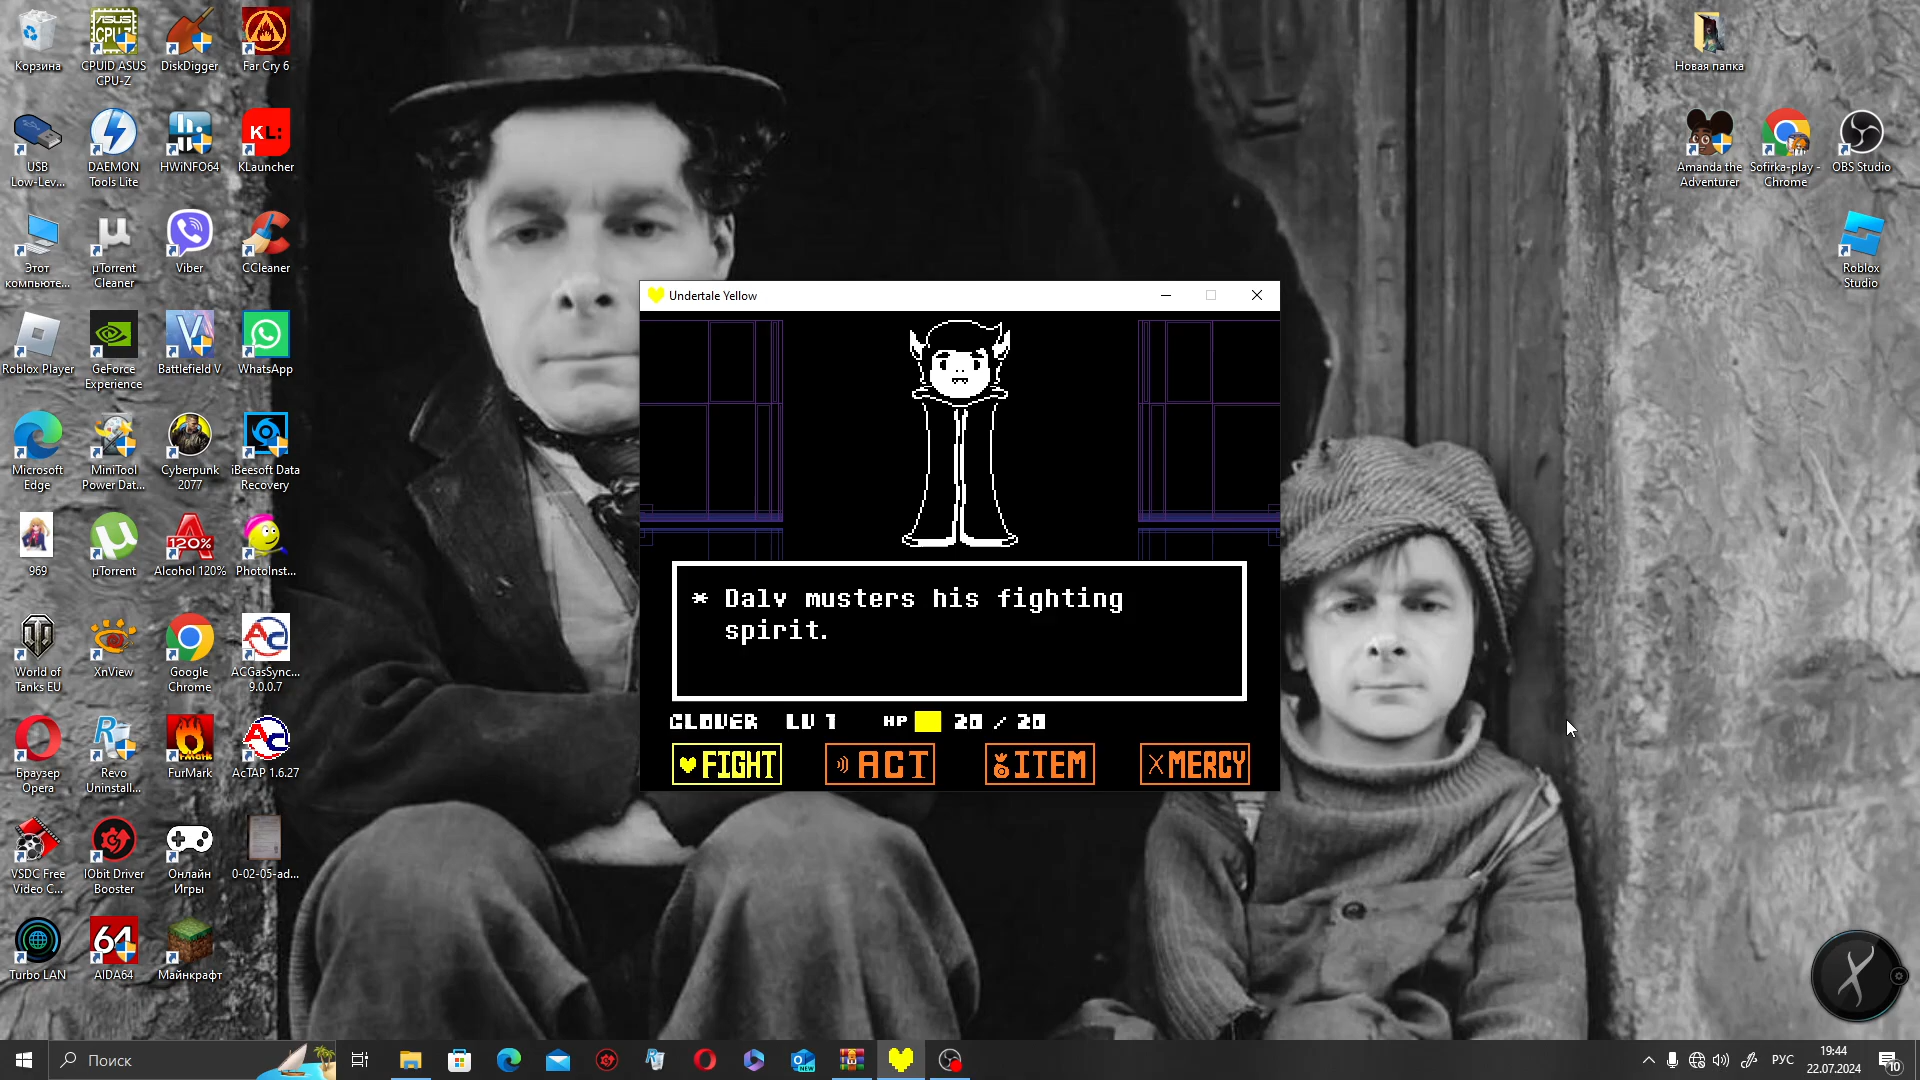 Корзина
CPUID ASUS
CPU-Z
DiskDigger
Far Cry 6
USB
Low-Lev...
DAEMON
Tools Lite
HWiNFO64
KLauncher
Этот
компьюте...
µTorrent
Cleaner
Viber
CCleaner
Roblox Player
GeForce
Experience
Battlefield V
WhatsApp
Microsoft
Edge
MiniTool
Power Dat...
Cyberpunk
2077
iBeesoft Data
Recovery
969
µTorrent
Alcohol 120%
PhotoInst...
World of
Tanks EU
XnView
Google
Chrome
ACGasSync...
9.0.0.7
Браузер
Opera
Revo
Uninstall...
FurMark
AcTAP 1.6.27
VSDC Free
Video C...
IObit Driver
Booster
Онлайн
Игры
0-02-05-ad...
Turbo LAN
AIDA64
Майнкрафт
Новая папка
Amanda the
Adventurer
Sofirka-play -
Chrome
OBS Studio
Roblox
Studio
Undertale Yellow
* Dalv musters his fighting
spirit.
CLOVER LV 1 HP 20 / 20
FIGHT ACT ITEM MERCY
Поиск
РУС
19:44
22.07.2024
10